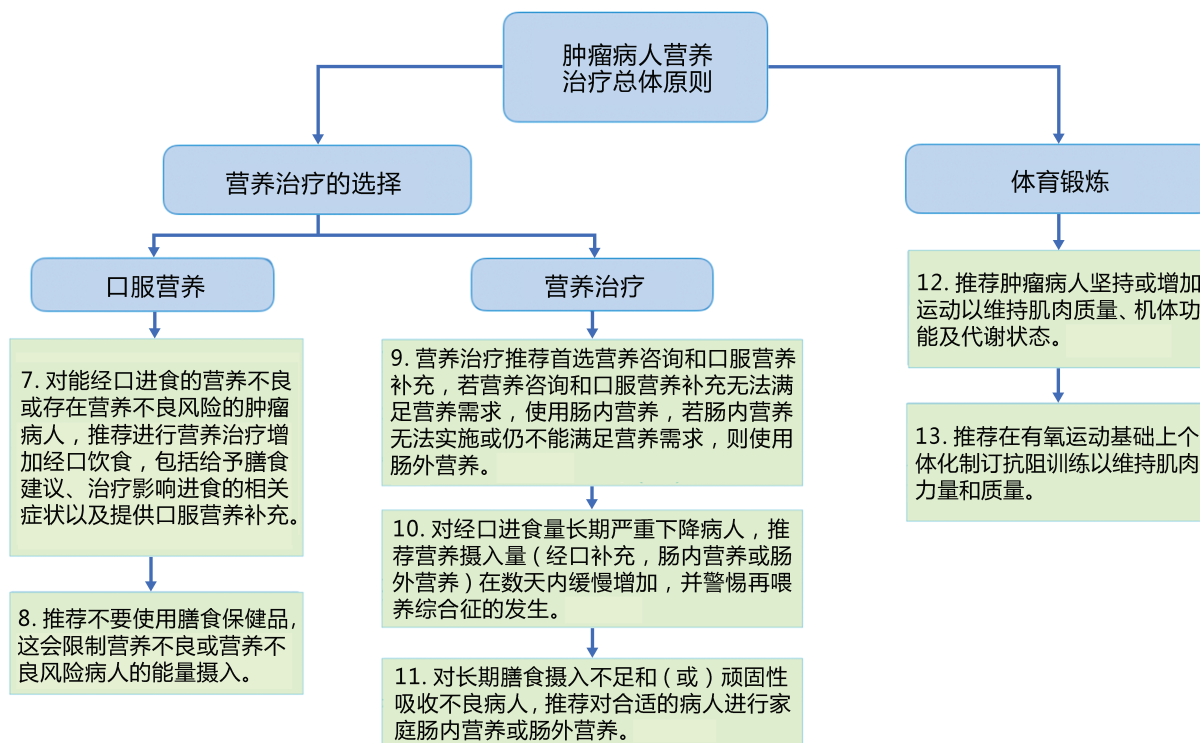 肿瘤病人营养
治疗总体原则
营养治疗的选择
体育锻炼
口服营养
营养治疗
7. 对能经口进食的营养不良
或存在营养不良风险的肿瘤
病人，推荐进行营养治疗增
加经口饮食，包括给予膳食
建议、治疗影响进食的相关
症状以及提供口服营养补充。
8. 推荐不要使用膳食保健品，
这会限制营养不良或营养不
良风险病人的能量摄入。
9. 营养治疗推荐首选营养咨询和口服营养
补充，若营养咨询和口服营养补充无法满
足营养需求，使用肠内营养，若肠内营养
无法实施或仍不能满足营养需求，则使用
肠外营养。
10. 对经口进食量长期严重下降病人，推
荐营养摄入量（经口补充，肠内营养或肠
外营养）在数天内缓慢增加，并警惕再喂
养综合征的发生。
11. 对长期膳食摄入不足和（或）顽固性
吸收不良病人，推荐对合适的病人进行家
庭肠内营养或肠外营养。
12. 推荐肿瘤病人坚持或增加
运动以维持肌肉质量、机体功
能及代谢状态。
13. 推荐在有氧运动基础上个
体化制订抗阻训练以维持肌肉
力量和质量。